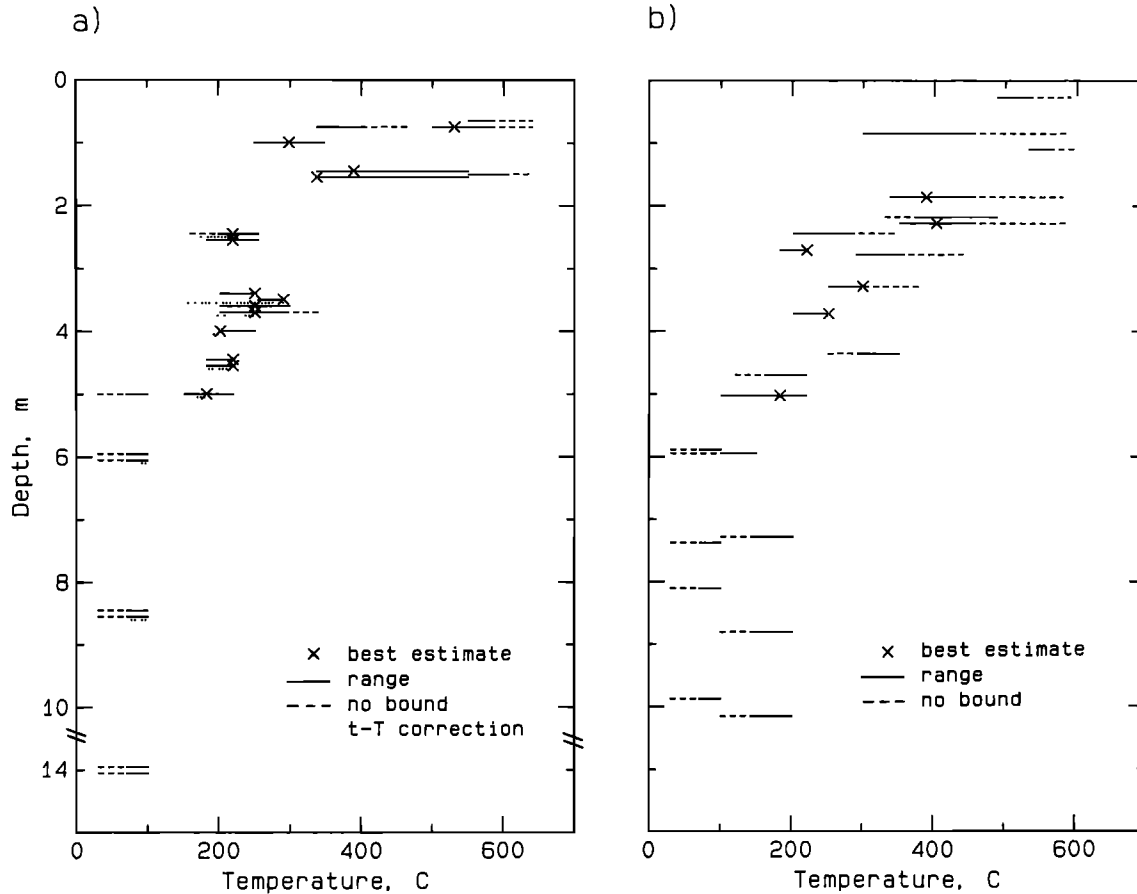 a)
b)
0
2
4
6
8
10
14
Depth, m
0
200
400
600
Temperature, C
best estimate
range
no bound
t-T correction
0
200
400
600
Temperature, C
best estimate
range
no bound